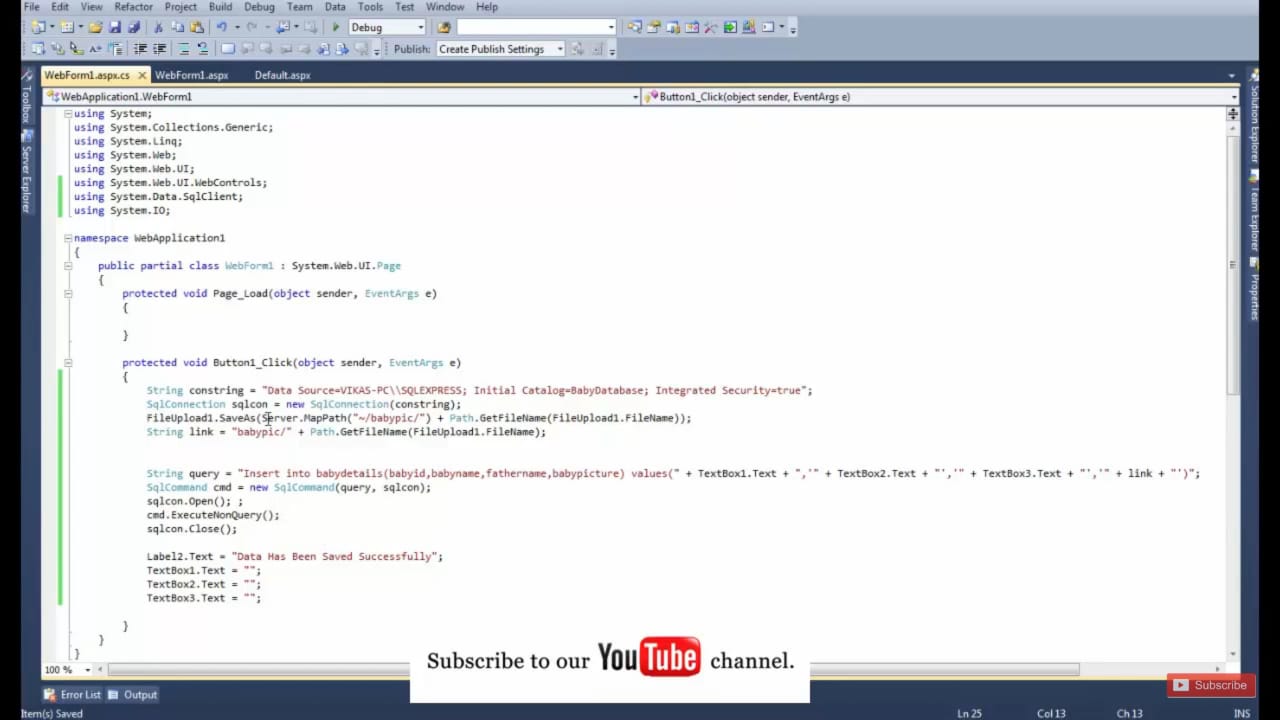 File Edit View Refactor Project Build Debug Team Data Tools Test Window Help
Debug
Publish: Create Publish Settings
WebForm1.aspx.cs WebForm1.aspx Default.aspx
WebApplication1.WebForm1 Button1_Click(object sender, EventArgs e)
Toolbox
Server Explorer
Solution Explorer
Team Explorer
Properties
using System;
using System.Collections.Generic;
using System.Linq;
using System.Web;
using System.Web.UI;
using System.Web.UI.WebControls;
using System.Data.SqlClient;
using System.IO;
namespace WebApplication1
{
public partial class WebForm1 : System.Web.UI.Page
{
protected void Page_Load(object sender, EventArgs e)
{
}
protected void Button1_Click(object sender, EventArgs e)
{
String constring = "Data Source=VIKAS-PC\\SQLEXPRESS; Initial Catalog=BabyDatabase; Integrated Security=true";
SqlConnection sqlcon = new SqlConnection(constring);
FileUpload1.SaveAs(Server.MapPath("~/babypic/") + Path.GetFileName(FileUpload1.FileName));
String link = "babypic/" + Path.GetFileName(FileUpload1.FileName);
String query = "Insert into babydetails(babyid,babyname,fathername,babypicture) values(" + TextBox1.Text + ",'" + TextBox2.Text + "','" + TextBox3.Text + "','" + link + "')";
SqlCommand cmd = new SqlCommand(query, sqlcon);
sqlcon.Open(); ;
cmd.ExecuteNonQuery();
sqlcon.Close();
Label2.Text = "Data Has Been Saved Successfully";
TextBox1.Text = "";
TextBox2.Text = "";
TextBox3.Text = "";
}
}
}
100 %
Subscribe to our YouTube channel.
Subscribe
Error List Output
Item(s) Saved Ln 25 Col 13 Ch 13 INS